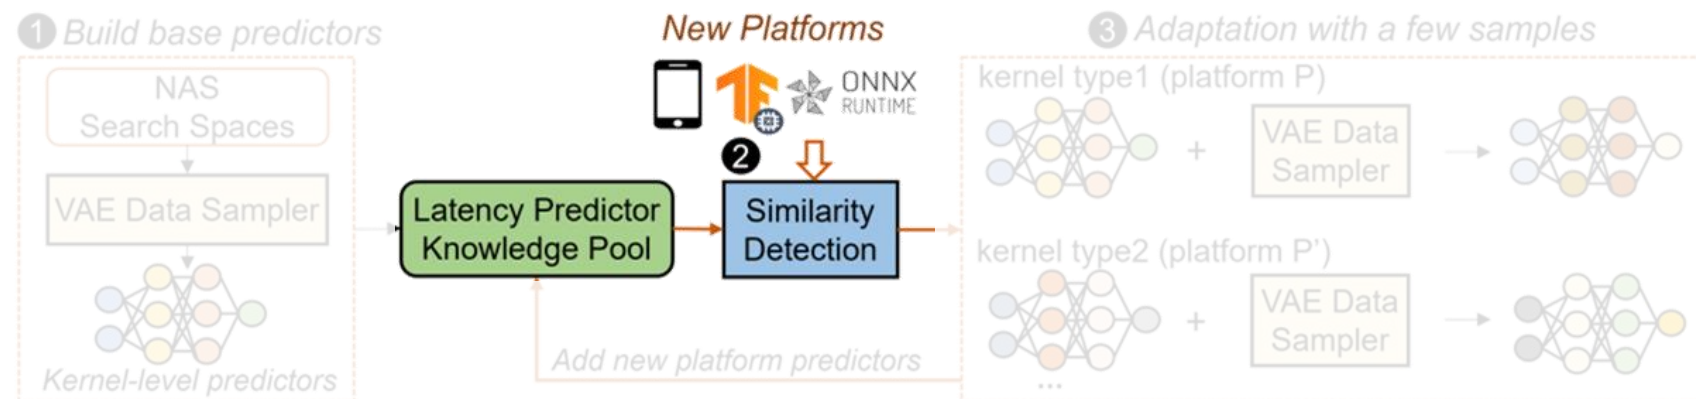 1 Build base predictors
NAS
Search Spaces
VAE Data Sampler
Kernel-level predictors
New Platforms
ONNX
RUNTIME
2
Latency Predictor
Knowledge Pool
Similarity
Detection
Add new platform predictors
3 Adaptation with a few samples
kernel type1 (platform P)
+
VAE Data
Sampler
kernel type2 (platform P’)
+
VAE Data
Sampler
...